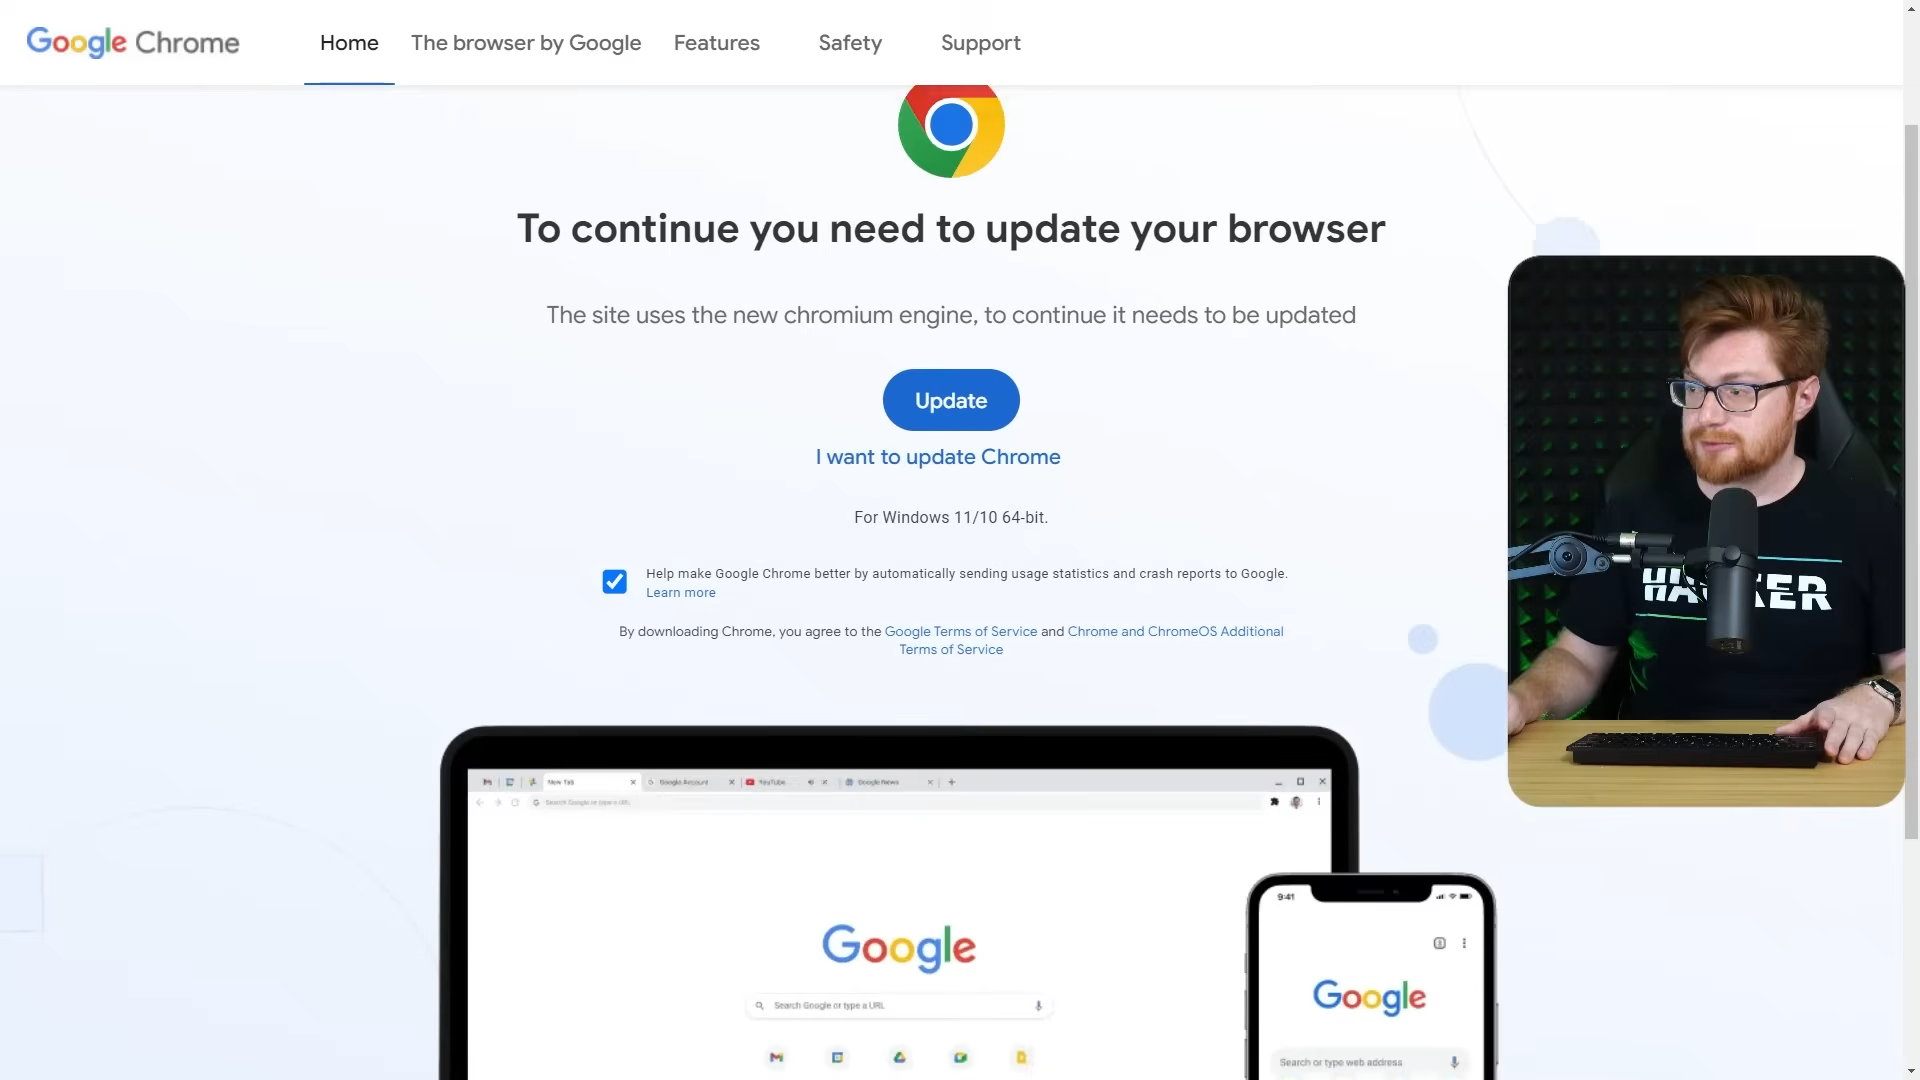 Google Chrome
Home The browser by Google Features Safety Support
To continue you need to update your browser
The site uses the new chromium engine, to continue it needs to be updated
Update
I want to update Chrome
For Windows 11/10 64-bit.
Help make Google Chrome better by automatically sending usage statistics and crash reports to Google.
Learn more
By downloading Chrome, you agree to the Google Terms of Service and Chrome and ChromeOS Additional
Terms of Service
New Tab Google Account YouTube Google News
Search Google or type a URL
Google
Search Google or type a URL
9:41
Google
Search or type web address